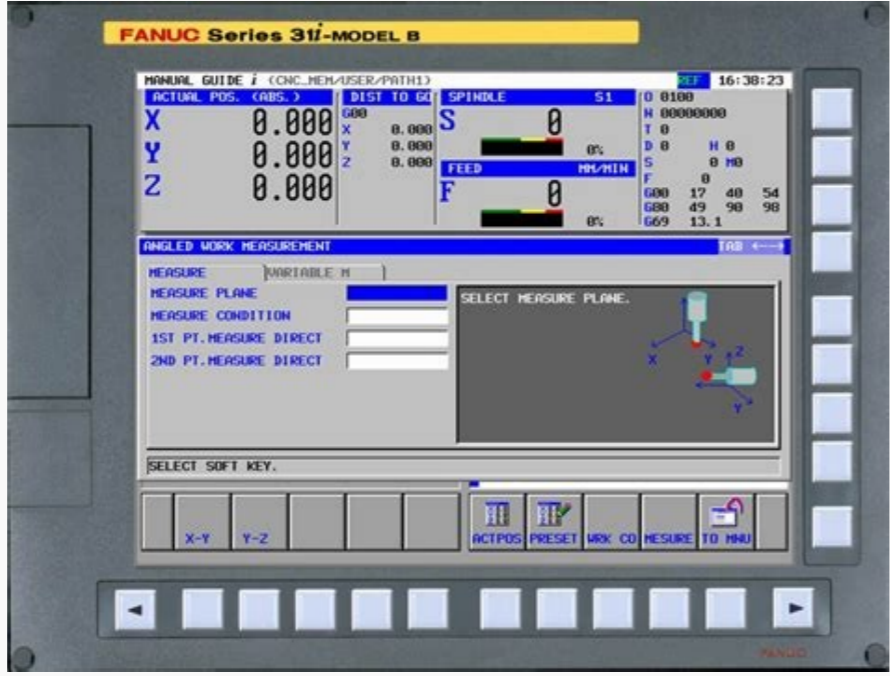 FANUC Series 31i-MODEL B
MANUAL GUIDE i (CNC_MEM/USER/PATH1) REF 16:38:23
ACTUAL POS. (ABS.) DIST TO GO SPINDLE S1 O 0100
X 0.000 G00 S 0 N 00000000
X 0.000 T 0
Y 0.000 Y 0.000 0% D 0 H 0
Z 0.000 FEED MM/MIN S 0 M0
Z 0.000 F 0 F 0
G00 17 40 54
G80 49 90 98
0% G69 13.1
ANGLED WORK MEASUREMENT TAB ←→
MEASURE VARIABLE M
MEASURE PLANE
MEASURE CONDITION
1ST PT.MEASURE DIRECT
2ND PT.MEASURE DIRECT
SELECT MEASURE PLANE.
X Y Z
Y
SELECT SOFT KEY.
X-Y Y-Z ACTPOS PRESET WRK CO MESURE TO MNU
FANUC